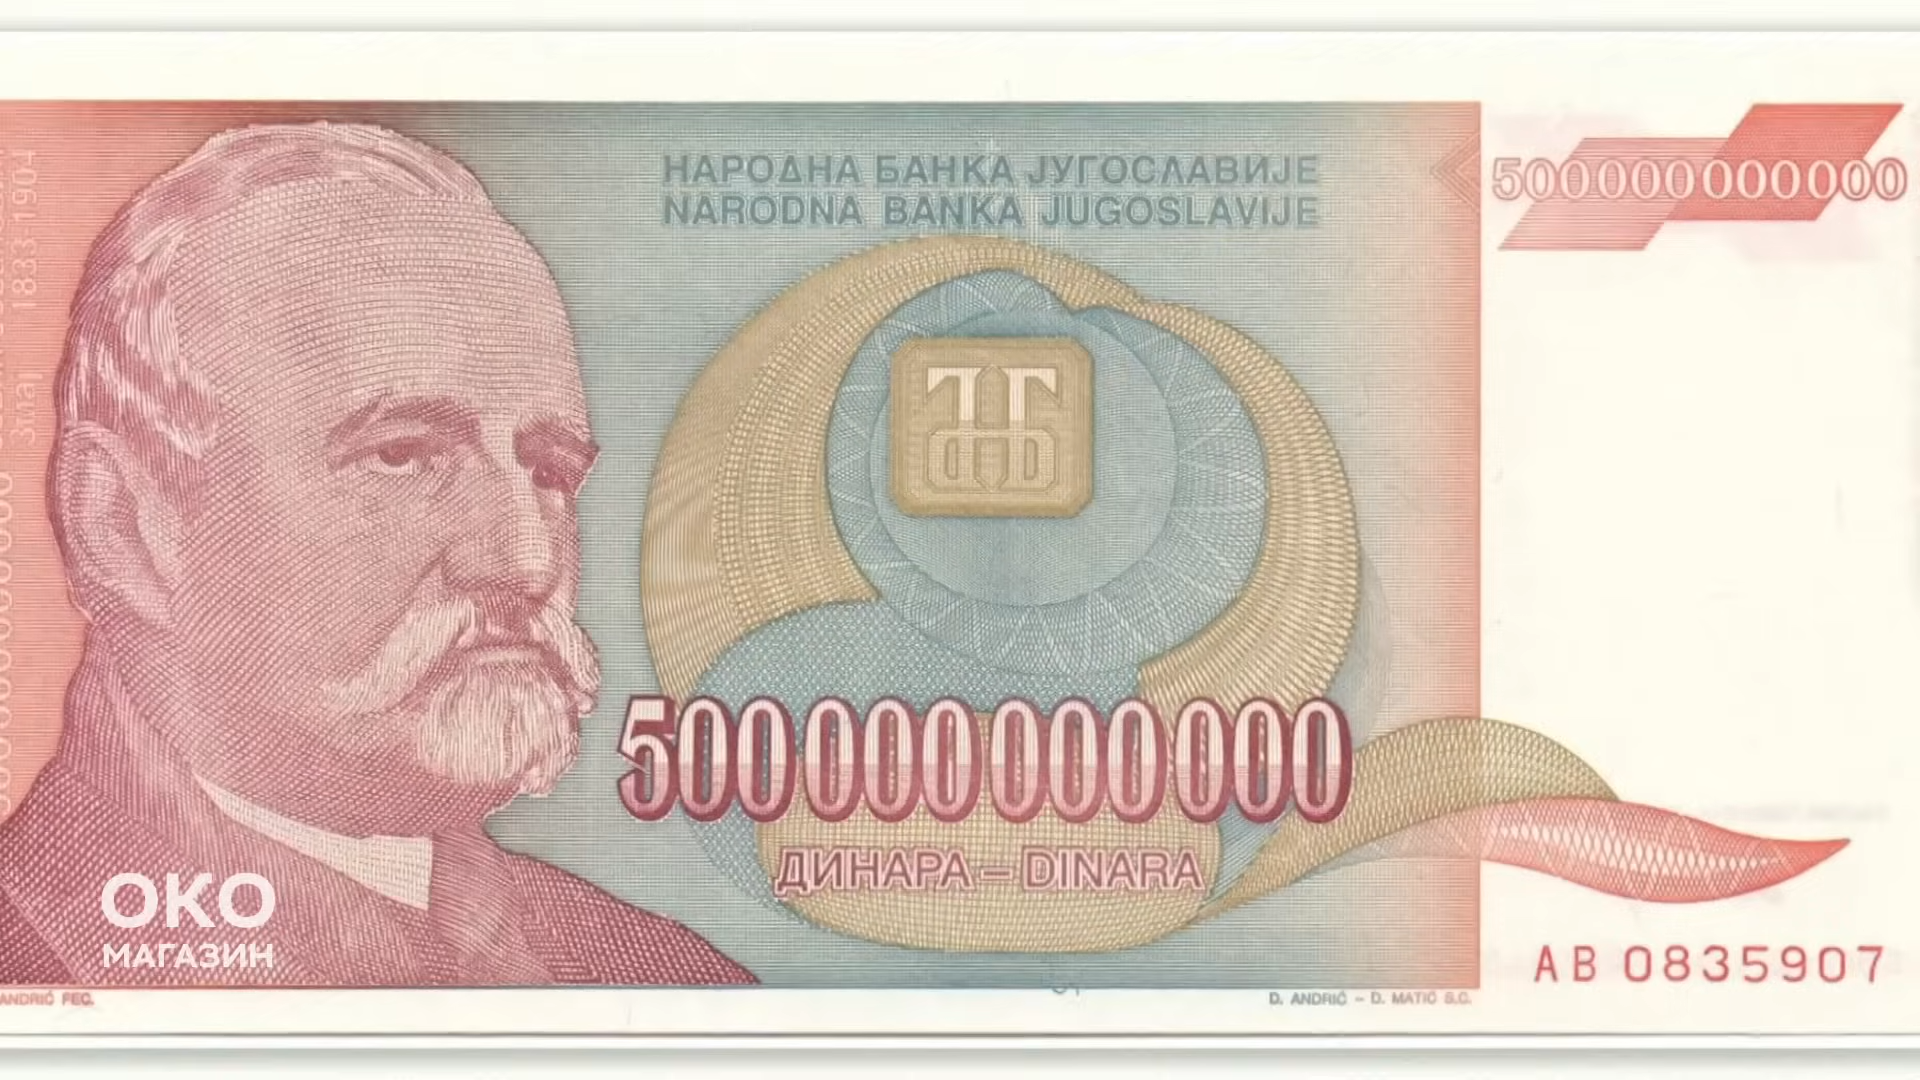 НАРОДНА БАНКА ЈУГОСЛАВИЈЕ
NARODNA BANKA JUGOSLAVIJE
500000000000
Змај 1833-1904
500000000000
ДИНАРА – DINARA
ОКО
МАГАЗИН
AB 0835907
ANDRIĆ FEC.
D. ANDRIĆ – D. MATIĆ S.C.